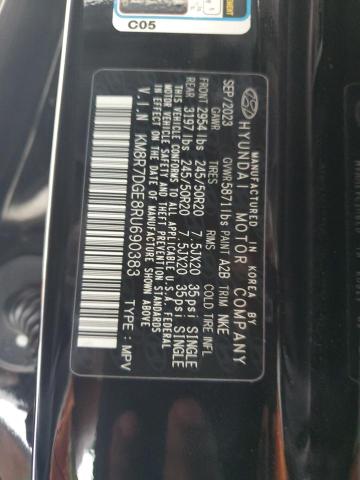 C05
MANUFACTURED IN KOREA BY
HYUNDAI MOTOR COMPANY
SEP/2023 GVWR 5871 lbs PAINT A2B TRIM NKE
GAWR TIRES RIMS COLD TIRE INFL
FRONT 2954 lbs 245/50R20 7.5JX20 35psi SINGLE
REAR 3197 lbs 245/50R20 7.5JX20 35psi SINGLE
THIS VEHICLE CONFORMS TO ALL APPLICABLE U.S.A. FEDERAL
MOTOR VEHICLE SAFETY AND THEFT PREVENTION STANDARDS IN
EFFECT ON THE DATE OF MANUFACTURE SHOWN ABOVE.
KM8R7DGE8RU690383 TYPE: MPV
V.I.N